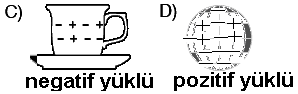 C)
D)
- + - +
+ - + -
negatif yüklü
pozitif yüklü